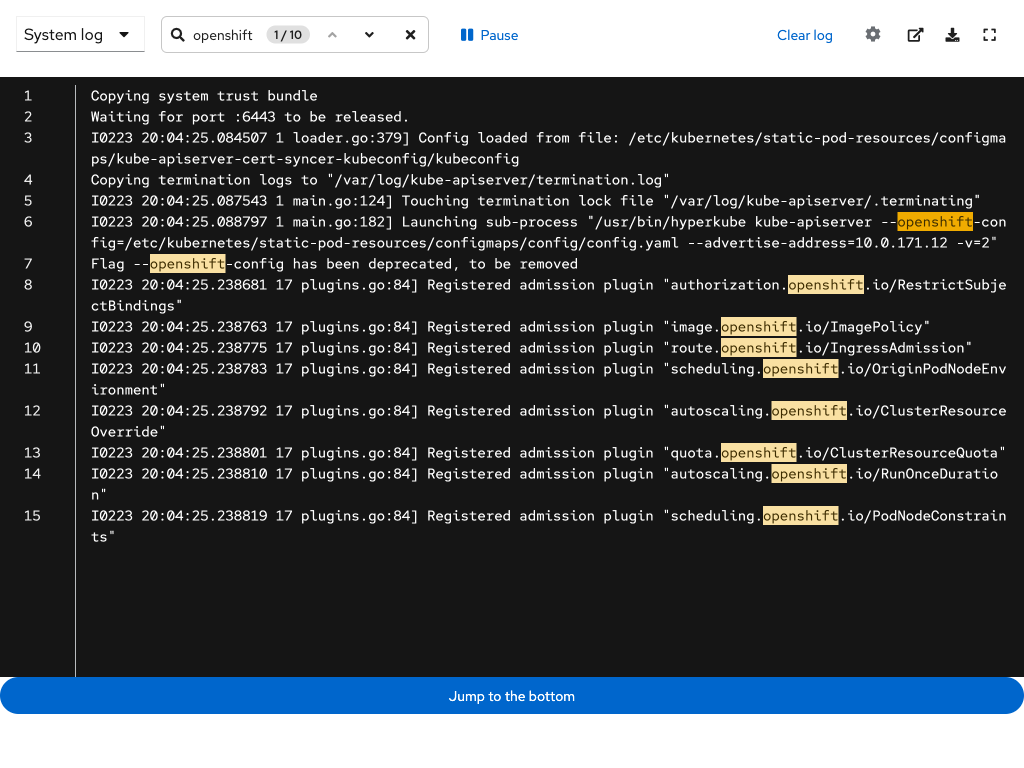 System log
openshift 1 / 10
Pause
Clear log
1 Copying system trust bundle
2 Waiting for port :6443 to be released.
3 I0223 20:04:25.084507 1 loader.go:379] Config loaded from file: /etc/kubernetes/static-pod-resources/configma
ps/kube-apiserver-cert-syncer-kubeconfig/kubeconfig
4 Copying termination logs to "/var/log/kube-apiserver/termination.log"
5 I0223 20:04:25.087543 1 main.go:124] Touching termination lock file "/var/log/kube-apiserver/.terminating"
6 I0223 20:04:25.088797 1 main.go:182] Launching sub-process "/usr/bin/hyperkube kube-apiserver --openshift-con
fig=/etc/kubernetes/static-pod-resources/configmaps/config/config.yaml --advertise-address=10.0.171.12 -v=2"
7 Flag --openshift-config has been deprecated, to be removed
8 I0223 20:04:25.238681 17 plugins.go:84] Registered admission plugin "authorization.openshift.io/RestrictSubje
ctBindings"
9 I0223 20:04:25.238763 17 plugins.go:84] Registered admission plugin "image.openshift.io/ImagePolicy"
10 I0223 20:04:25.238775 17 plugins.go:84] Registered admission plugin "route.openshift.io/IngressAdmission"
11 I0223 20:04:25.238783 17 plugins.go:84] Registered admission plugin "scheduling.openshift.io/OriginPodNodeEnv
ironment"
12 I0223 20:04:25.238792 17 plugins.go:84] Registered admission plugin "autoscaling.openshift.io/ClusterResource
Override"
13 I0223 20:04:25.238801 17 plugins.go:84] Registered admission plugin "quota.openshift.io/ClusterResourceQuota"
14 I0223 20:04:25.238810 17 plugins.go:84] Registered admission plugin "autoscaling.openshift.io/RunOnceDuratio
n"
15 I0223 20:04:25.238819 17 plugins.go:84] Registered admission plugin "scheduling.openshift.io/PodNodeConstrain
ts"
Jump to the bottom